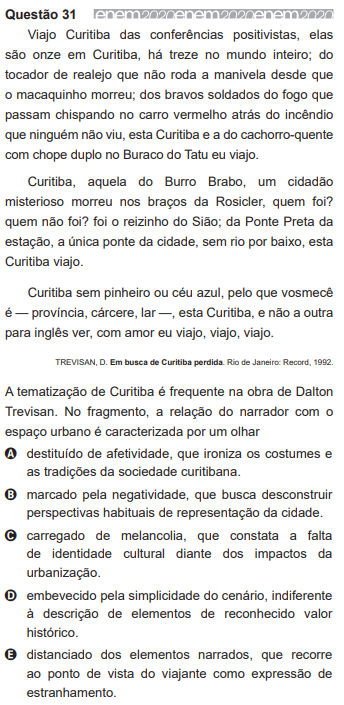 Questão 31 enem2020enem2020enem2020
Viajo Curitiba das conferências positivistas, elas
são onze em Curitiba, há treze no mundo inteiro; do
tocador de realejo que não roda a manivela desde que
o macaquinho morreu; dos bravos soldados do fogo que
passam chispando no carro vermelho atrás do incêndio
que ninguém não viu, esta Curitiba e a do cachorro-quente
com chope duplo no Buraco do Tatu eu viajo.
Curitiba, aquela do Burro Brabo, um cidadão
misterioso morreu nos braços da Rosicler, quem foi?
quem não foi? foi o reizinho do Sião; da Ponte Preta da
estação, a única ponte da cidade, sem rio por baixo, esta
Curitiba viajo.
Curitiba sem pinheiro ou céu azul, pelo que vosmecê
é — província, cárcere, lar —, esta Curitiba, e não a outra
para inglês ver, com amor eu viajo, viajo, viajo.
TREVISAN, D. Em busca de Curitiba perdida. Rio de Janeiro: Record, 1992.
A tematização de Curitiba é frequente na obra de Dalton
Trevisan. No fragmento, a relação do narrador com o
espaço urbano é caracterizada por um olhar
A destituído de afetividade, que ironiza os costumes e
as tradições da sociedade curitibana.
B marcado pela negatividade, que busca desconstruir
perspectivas habituais de representação da cidade.
C carregado de melancolia, que constata a falta
de identidade cultural diante dos impactos da
urbanização.
D embevecido pela simplicidade do cenário, indiferente
à descrição de elementos de reconhecido valor
histórico.
E distanciado dos elementos narrados, que recorre
ao ponto de vista do viajante como expressão de
estranhamento.